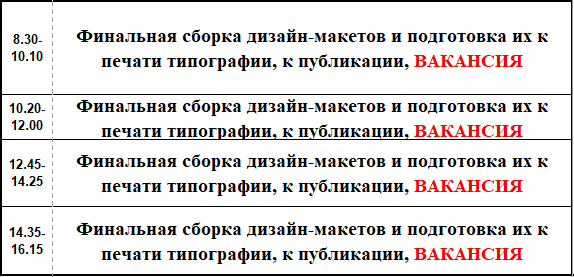 8.30-
10.10
Финальная сборка дизайн-макетов и подготовка их к
печати типографии, к публикации, ВАКАНСИЯ
10.20-
12.00
Финальная сборка дизайн-макетов и подготовка их к
печати типографии, к публикации, ВАКАНСИЯ
12.45-
14.25
Финальная сборка дизайн-макетов и подготовка их к
печати типографии, к публикации, ВАКАНСИЯ
14.35-
16.15
Финальная сборка дизайн-макетов и подготовка их к
печати типографии, к публикации, ВАКАНСИЯ